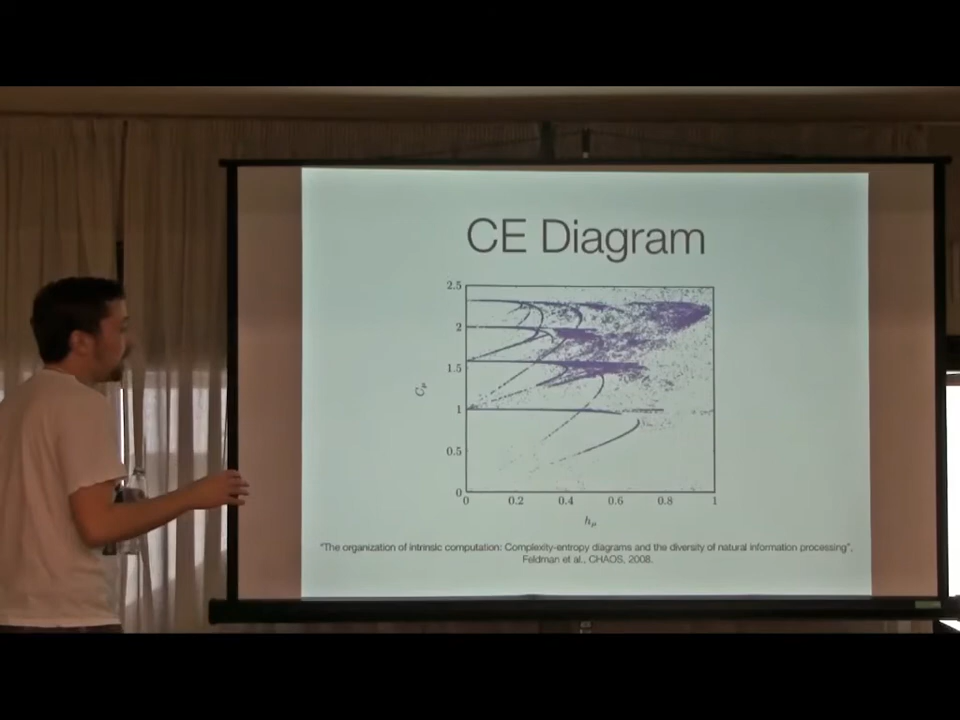 CE Diagram
2.5
2
1.5
1
0.5
0
Cμ
0
0.2
0.4
0.6
0.8
1
hμ
"The organization of intrinsic computation: Complexity-entropy diagrams and the diversity of natural information processing",
Feldman et al., CHAOS, 2008.